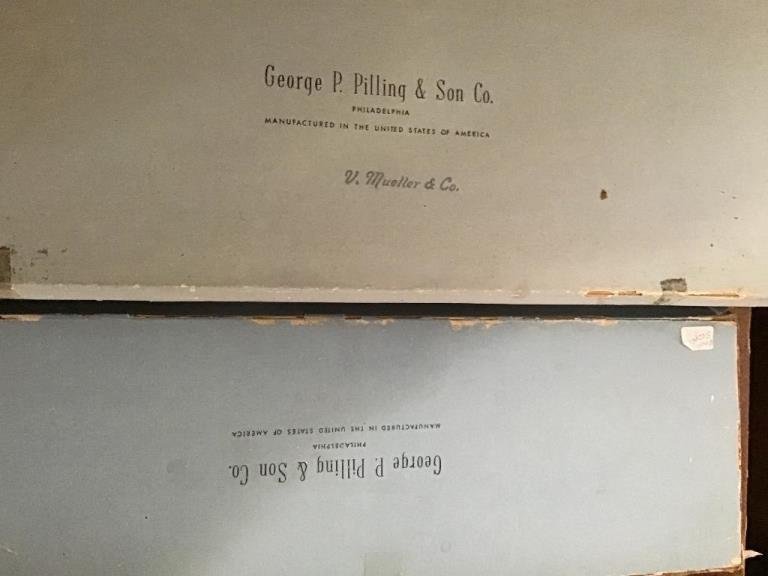 George P. Pilling & Son Co.
PHILADELPHIA
MANUFACTURED IN THE UNITED STATES OF AMERICA
V. Mueller & Co.
George P. Pilling & Son Co.
PHILADELPHIA
MANUFACTURED IN THE UNITED STATES OF AMERICA